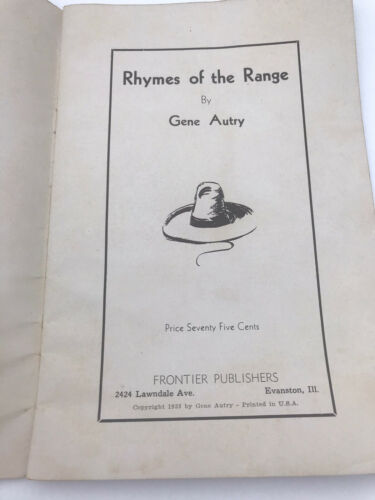 Rhymes of the Range
By
Gene Autry
Price Seventy Five Cents
FRONTIER PUBLISHERS
2424 Lawndale Ave. Evanston, Ill.
Copyright 1933 by Gene Autry - Printed in U.S.A.